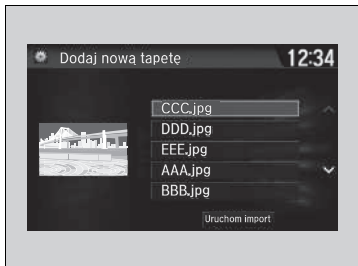 Dodaj nową tapetę
12:34
CCC.jpg
DDD.jpg
EEE.jpg
AAA.jpg
BBB.jpg
Uruchom import